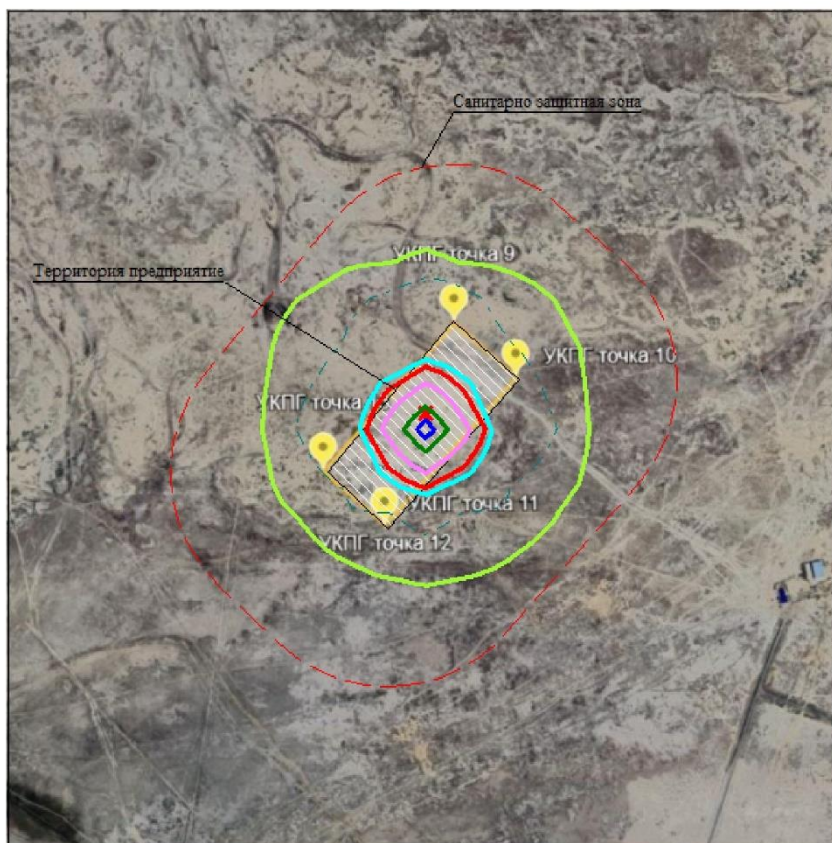 Санитарно защитная зона
УКПГ точка 9
Территория предприятие
УКПГ точка 10
УКПГ точка
УКПГ точка 11
УКПГ точка 12